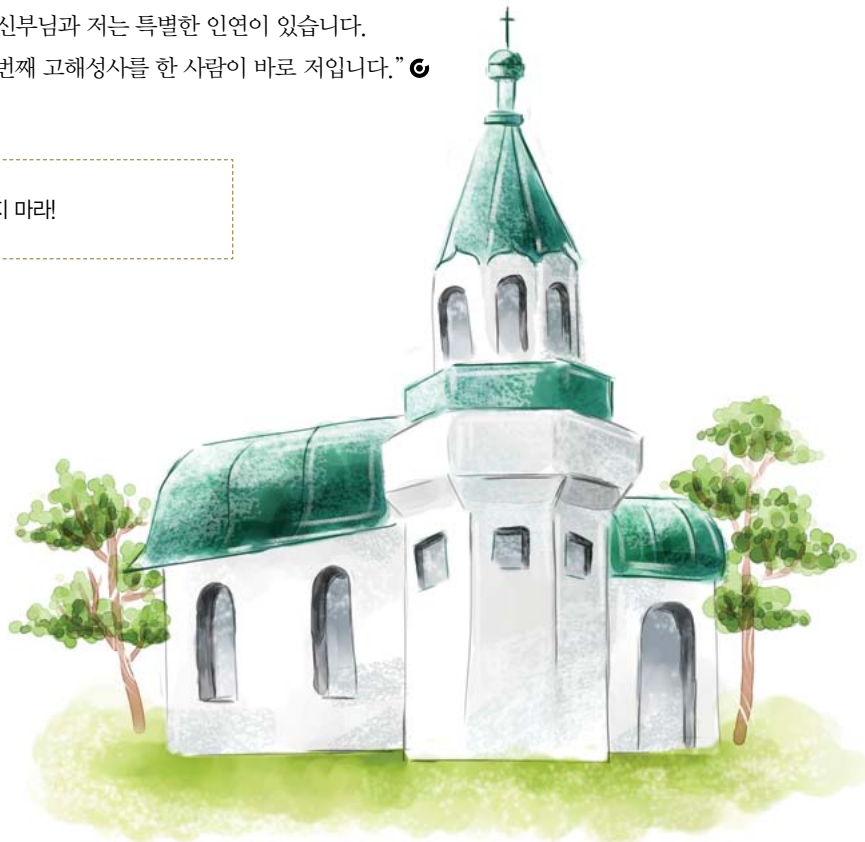 신부님과 저는 특별한 인연이 있습니다.
번째 고해성사를 한 사람이 바로 저입니다.”
지 마라!